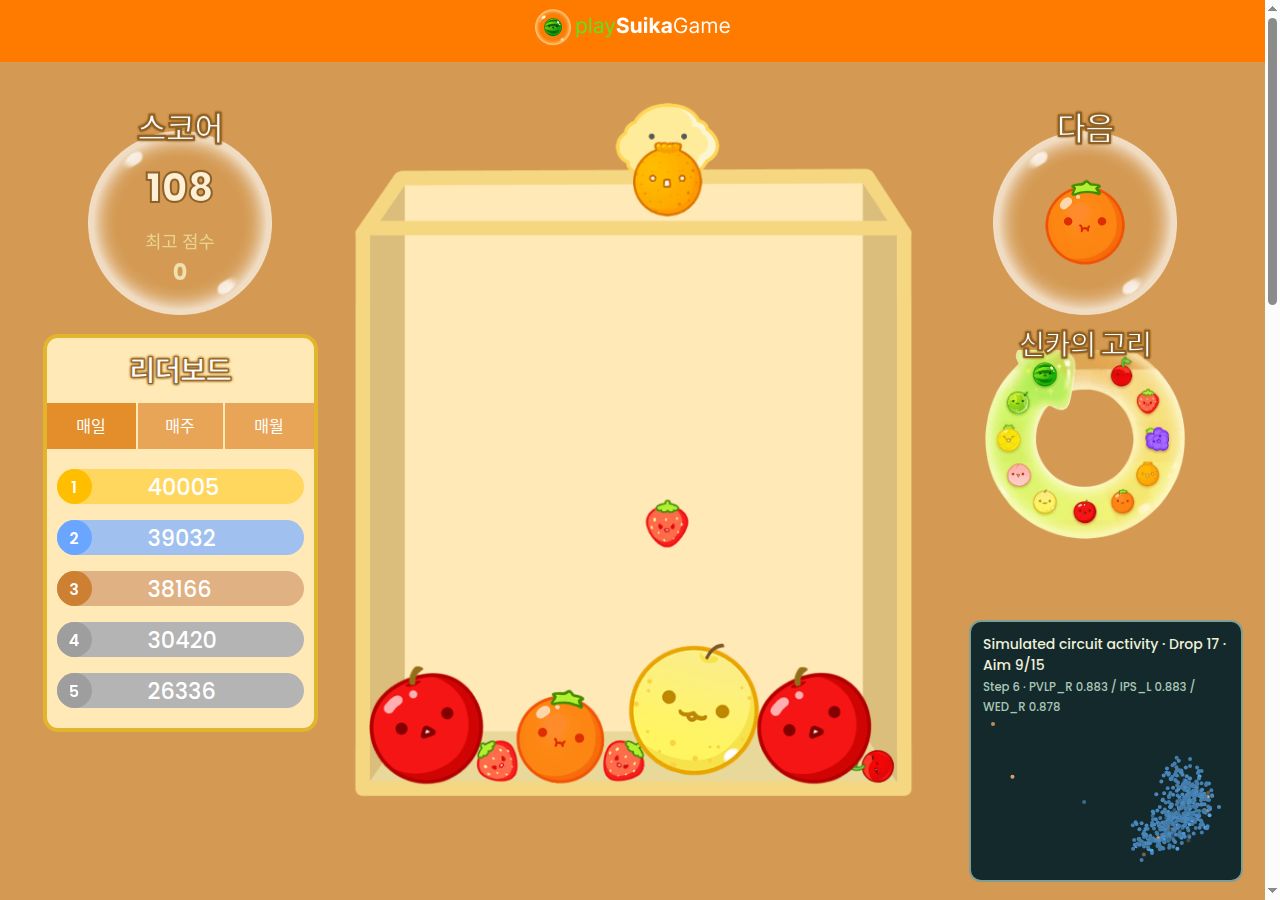 playSuikaGame
스코어
108
최고 점수
0
리더보드
매일 매주 매월
1 40005
2 39032
3 38166
4 30420
5 26336
다음
신카의 고리
Simulated circuit activity · Drop 17 ·
Aim 9/15
Step 6 · PVLP_R 0.883 / IPS_L 0.883 /
WED_R 0.878